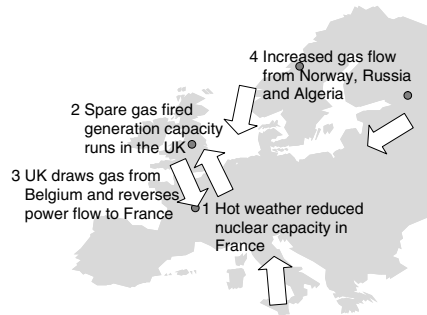 4 Increased gas flow
from Norway, Russia
and Algeria
2 Spare gas fired
generation capacity
runs in the UK
3 UK draws gas from
Belgium and reverses
power flow to France
1 Hot weather reduced
nuclear capacity in
France